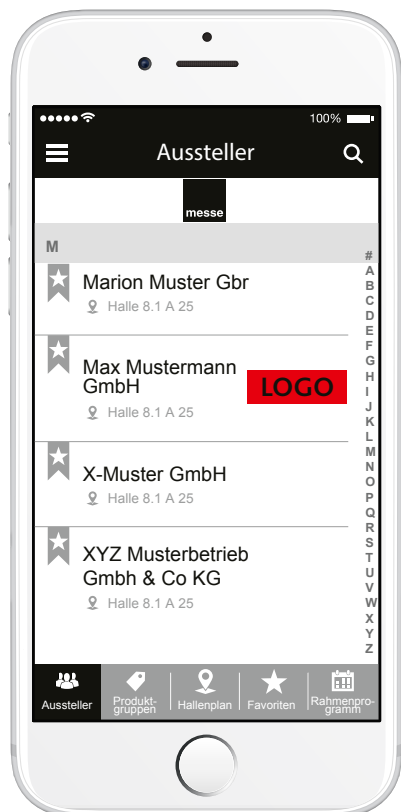 100%
Aussteller
messe
M
Marion Muster Gbr
Halle 8.1 A 25
Max Mustermann
GmbH
LOGO
Halle 8.1 A 25
X-Muster GmbH
Halle 8.1 A 25
XYZ Musterbetrieb
Gmbh & Co KG
Halle 8.1 A 25
#
A
B
C
D
E
F
G
H
I
J
K
L
M
N
O
P
Q
R
S
T
U
V
W
X
Y
Z
Aussteller
Produkt-
gruppen
Hallenplan
Favoriten
Rahmenpro-
gramm